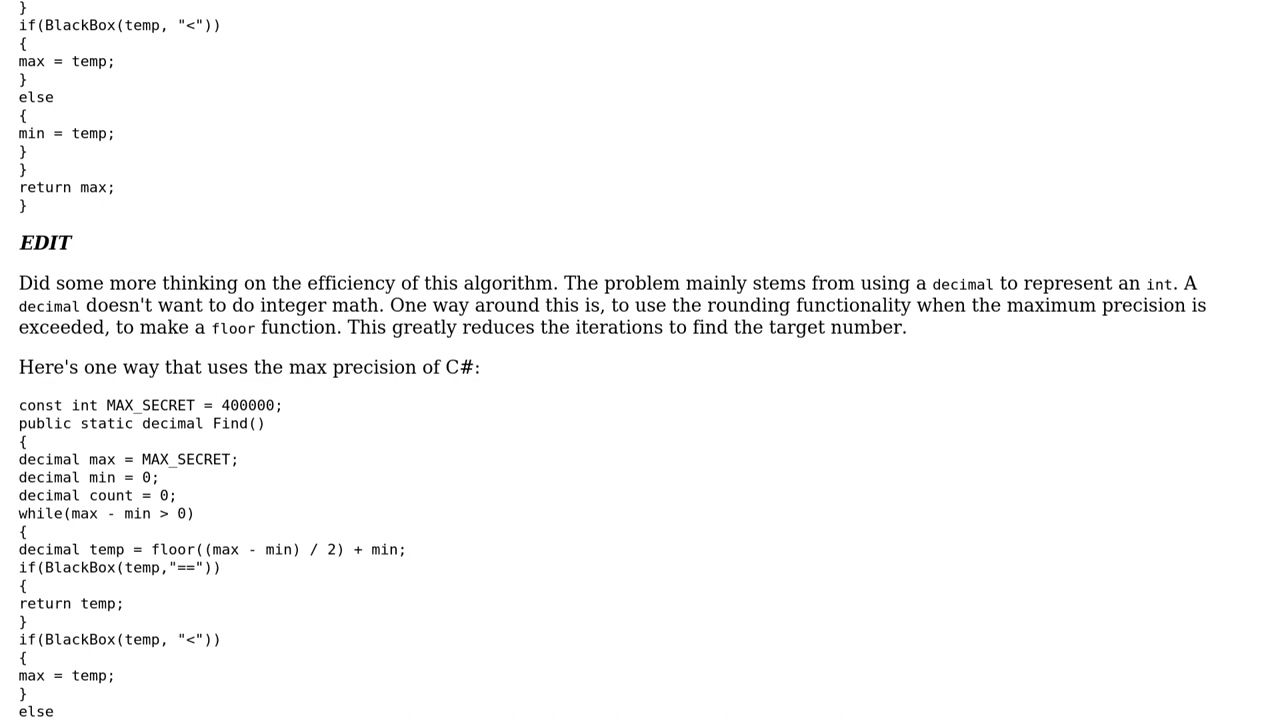 }
if(BlackBox(temp, "<"))
{
max = temp;
}
else
{
min = temp;
}
}
return max;
}
EDIT
Did some more thinking on the efficiency of this algorithm. The problem mainly stems from using a decimal to represent an int. A
decimal doesn't want to do integer math. One way around this is, to use the rounding functionality when the maximum precision is
exceeded, to make a floor function. This greatly reduces the iterations to find the target number.
Here's one way that uses the max precision of C#:
const int MAX_SECRET = 400000;
public static decimal Find()
{
decimal max = MAX_SECRET;
decimal min = 0;
decimal count = 0;
while(max - min > 0)
{
decimal temp = floor((max - min) / 2) + min;
if(BlackBox(temp,"=="))
{
return temp;
}
if(BlackBox(temp, "<"))
{
max = temp;
}
else